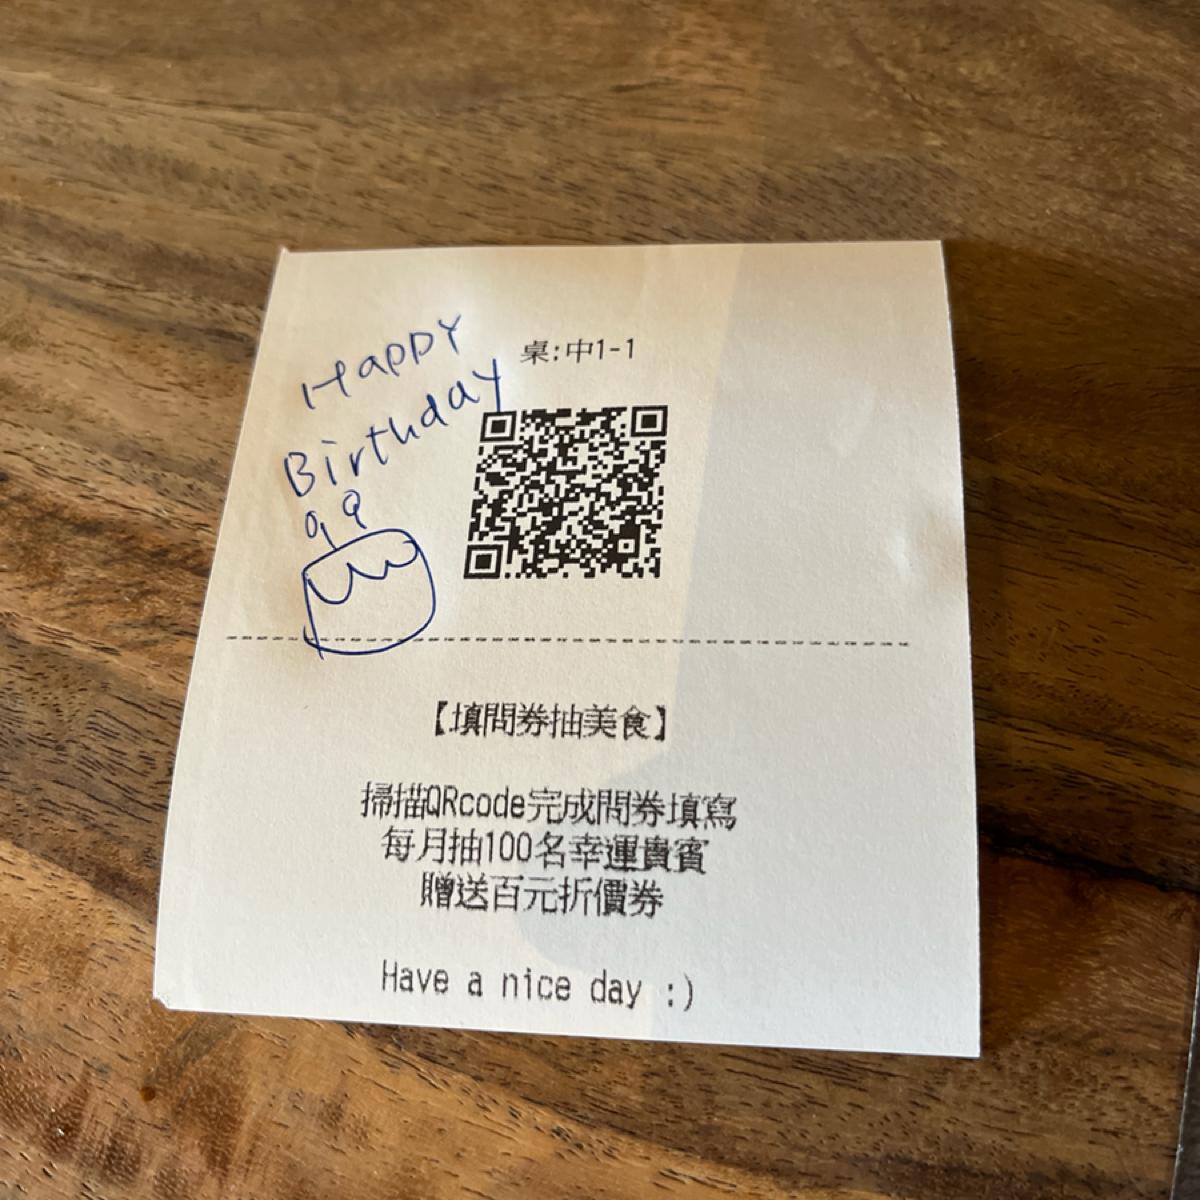 Happy
Birthday
桌:中1-1
【填問券抽美食】
掃描QRcode完成問券填寫
每月抽100名幸運貴賓
贈送百元折價券
Have a nice day :)